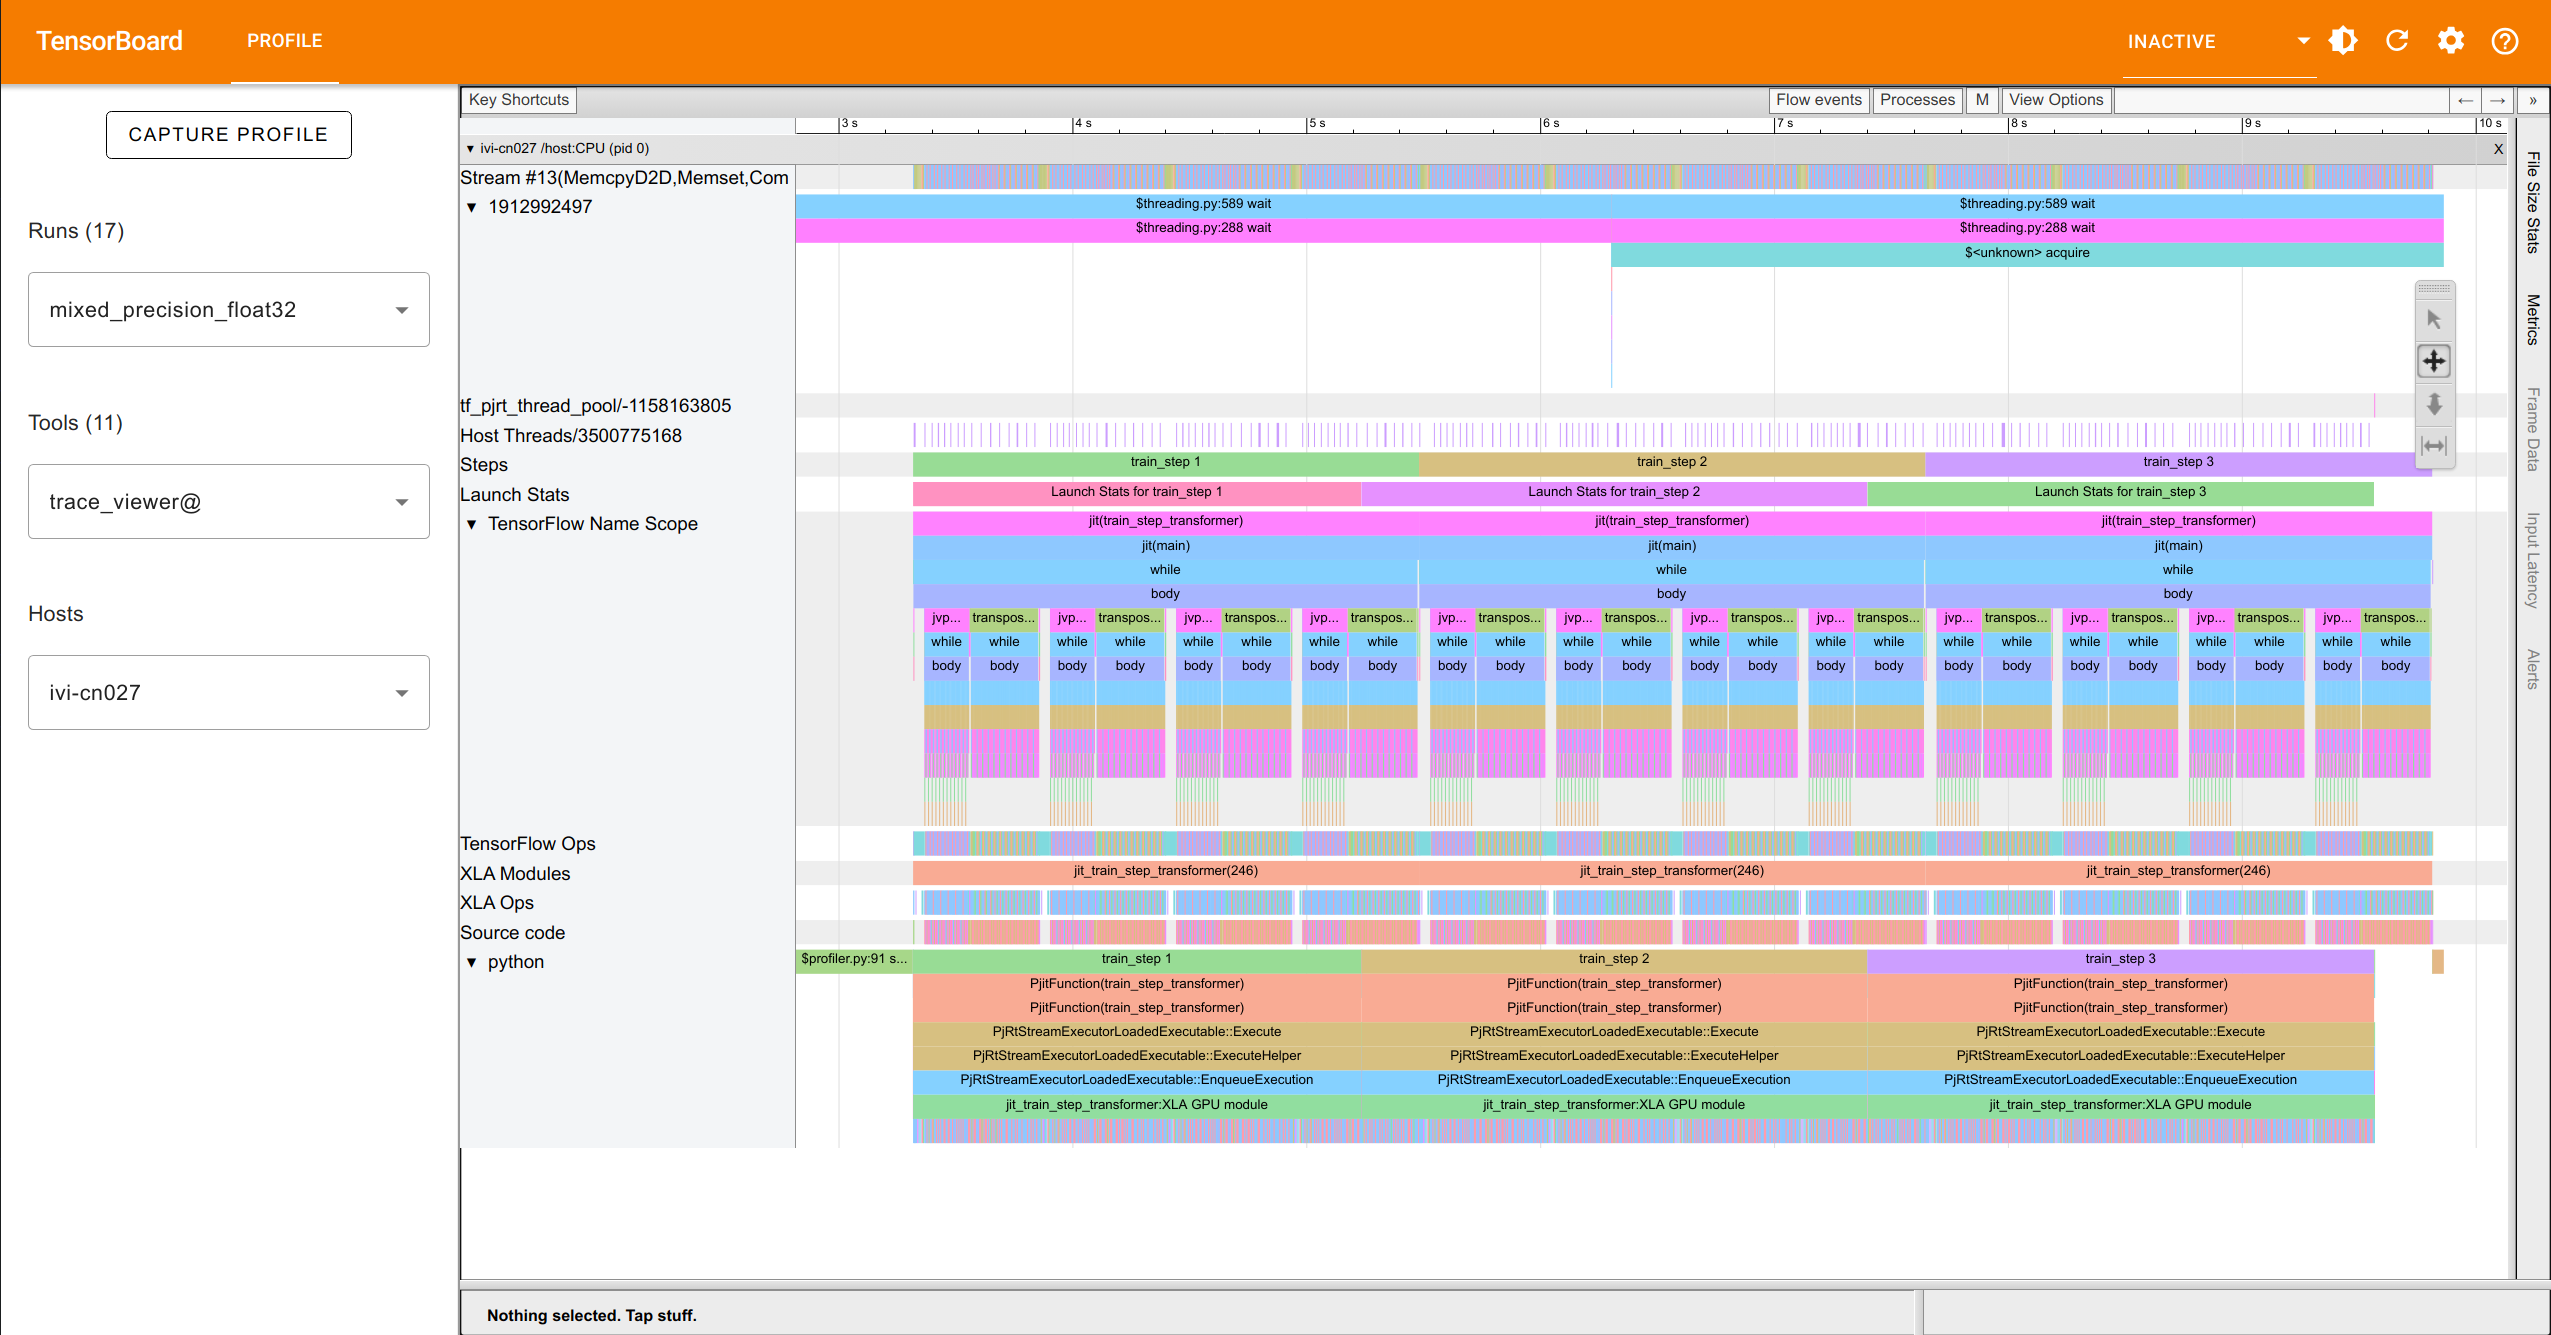 TensorBoard PROFILE INACTIVE
CAPTURE PROFILE
Runs (17)
mixed_precision_float32
Tools (11)
trace_viewer@
Hosts
ivi-cn027
Key Shortcuts Flow events Processes M View Options ← → »
3 s 4 s 5 s 6 s 7 s 8 s 9 s 10 s
▾ ivi-cn027 /host:CPU (pid 0) X
Stream #13(MemcpyD2D,Memset,Com
▼ 1912992497 $threading.py:589 wait $threading.py:589 wait
$threading.py:288 wait $threading.py:288 wait
$<unknown> acquire
tf_pjrt_thread_pool/-1158163805
Host Threads/3500775168
Steps train_step 1 train_step 2 train_step 3
Launch Stats Launch Stats for train_step 1 Launch Stats for train_step 2 Launch Stats for train_step 3
▼ TensorFlow Name Scope jit(train_step_transformer) jit(train_step_transformer) jit(train_step_transformer)
jit(main) jit(main) jit(main)
while while while
body body body
jvp... transpos... jvp... transpos... jvp... transpos... jvp... transpos... jvp... transpos... jvp... transpos... jvp... transpos... jvp... transpos... jvp... transpos... jvp... transpos... jvp... transpos... jvp... transpos...
while while while while while while while while while while while while while while while while while while while while while while while while
body body body body body body body body body body body body body body body body body body body body body body body body
TensorFlow Ops
XLA Modules jit_train_step_transformer(246) jit_train_step_transformer(246) jit_train_step_transformer(246)
XLA Ops
Source code
▼ python $profiler.py:91 s... train_step 1 train_step 2 train_step 3
PjitFunction(train_step_transformer) PjitFunction(train_step_transformer) PjitFunction(train_step_transformer)
PjitFunction(train_step_transformer) PjitFunction(train_step_transformer) PjitFunction(train_step_transformer)
PjRtStreamExecutorLoadedExecutable::Execute PjRtStreamExecutorLoadedExecutable::Execute PjRtStreamExecutorLoadedExecutable::Execute
PjRtStreamExecutorLoadedExecutable::ExecuteHelper PjRtStreamExecutorLoadedExecutable::ExecuteHelper PjRtStreamExecutorLoadedExecutable::ExecuteHelper
PjRtStreamExecutorLoadedExecutable::EnqueueExecution PjRtStreamExecutorLoadedExecutable::EnqueueExecution PjRtStreamExecutorLoadedExecutable::EnqueueExecution
jit_train_step_transformer:XLA GPU module jit_train_step_transformer:XLA GPU module jit_train_step_transformer:XLA GPU module
File Size Stats
Metrics
Frame Data
Input Latency
Alerts
Nothing selected. Tap stuff.